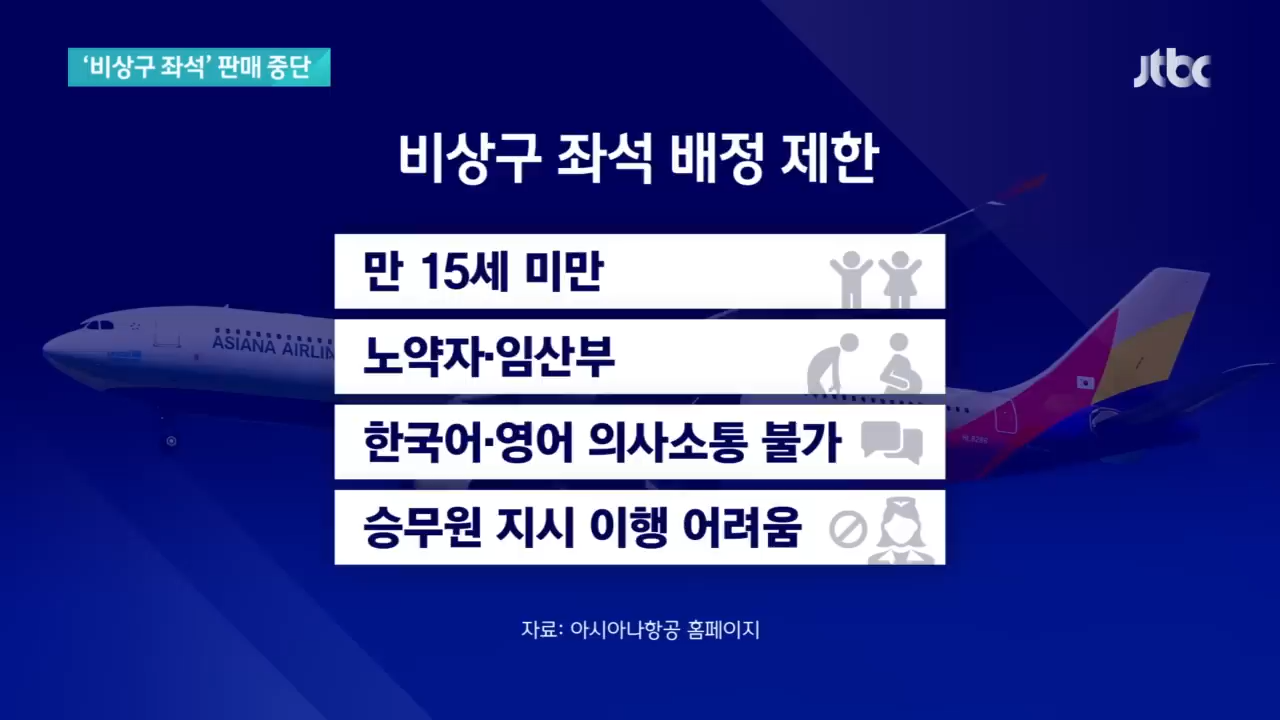 '비상구 좌석' 판매 중단
jtbc
비상구 좌석 배정 제한
만 15세 미만
ASIANA AIRLIN
노약자·임산부
한국어·영어 의사소통 불가
승무원 지시 이행 어려움
자료: 아시아나항공 홈페이지